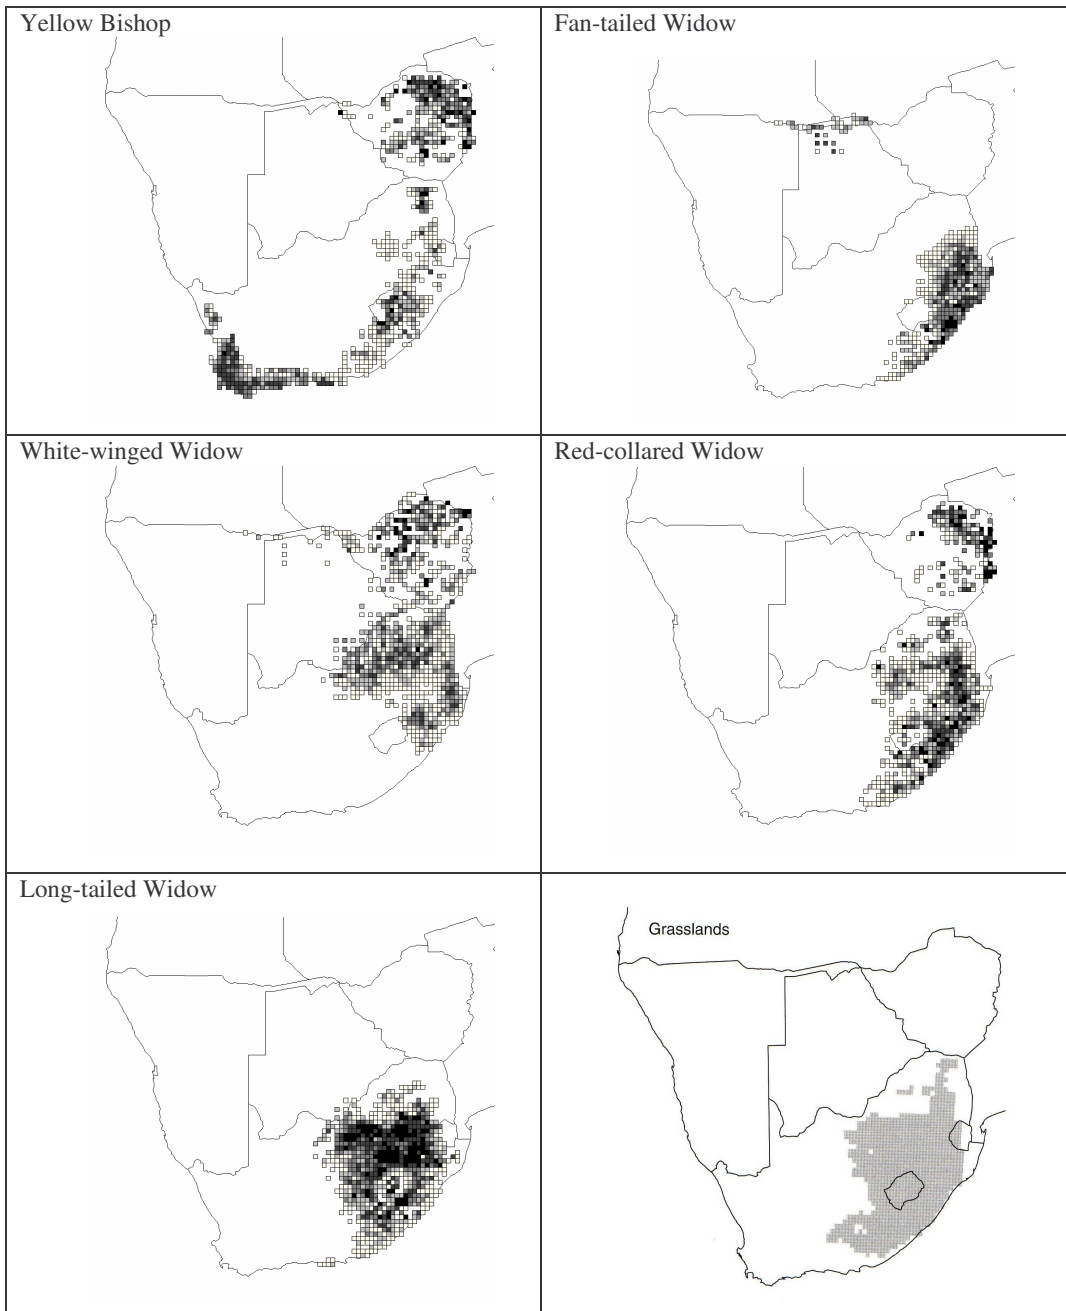 Yellow Bishop
Fan-tailed Widow
White-winged Widow
Red-collared Widow
Long-tailed Widow
Grasslands